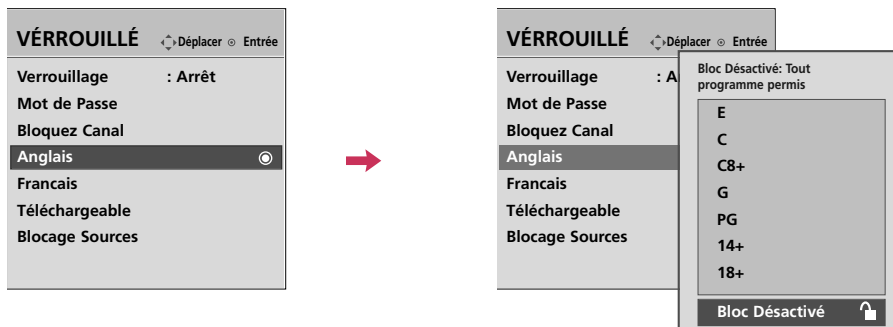 VÉRROUILLÉ Déplacer Entrée
Verrouillage : Arrêt
Mot de Passe
Bloquez Canal
Anglais
Francais
Téléchargeable
Blocage Sources
VÉRROUILLÉ Déplacer Entrée
Verrouillage
Mot de Passe
Bloquez Canal
Anglais
Francais
Téléchargeable
Blocage Sources
Bloc Désactivé: Tout
programme permis
E
C
C8+
G
PG
14+
18+
Bloc Désactivé